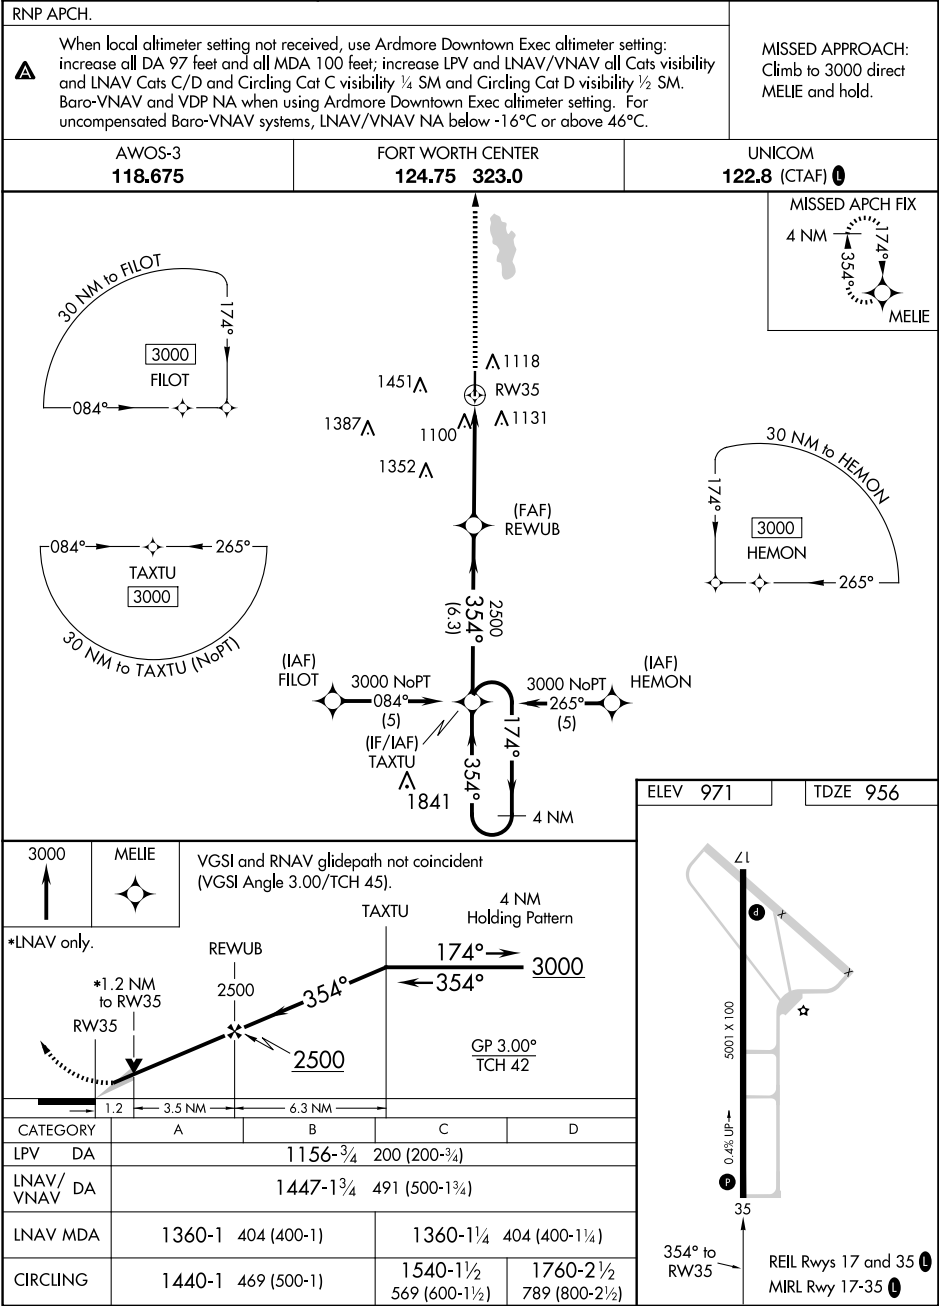 RNP APCH.
A
When local altimeter setting not received, use Ardmore Downtown Exec altimeter setting:
increase all DA 97 feet and all MDA 100 feet; increase LPV and LNAV/VNAV all Cats visibility
and LNAV Cats C/D and Circling Cat C visibility ¼ SM and Circling Cat D visibility ½ SM.
Baro-VNAV and VDP NA when using Ardmore Downtown Exec altimeter setting. For
uncompensated Baro-VNAV systems, LNAV/VNAV NA below -16°C or above 46°C.
MISSED APPROACH:
Climb to 3000 direct
MELIE and hold.
AWOS-3
118.675
FORT WORTH CENTER
124.75 323.0
UNICOM
122.8 (CTAF) L
MISSED APCH FIX
4 NM
174°
354°
MELIE
30 NM to FILOT
174°
3000
FILOT
084°
1118
1451
RW35
1387
1100
1131
1352
30 NM to HEMON
174°
3000
HEMON
265°
(FAF)
REWUB
084°
265°
TAXTU
3000
30 NM to TAXTU (NoPT)
2500
354°
(6.3)
(IAF)
FILOT
3000 NoPT
084°
(5)
(IAF)
HEMON
3000 NoPT
265°
(5)
(IF/IAF)
TAXTU
174°
354°
1841
4 NM
ELEV 971
TDZE 956
3000
MELIE
VGSI and RNAV glidepath not coincident
(VGSI Angle 3.00/TCH 45).
*LNAV only.
TAXTU
4 NM
Holding Pattern
REWUB
174°
354°
3000
*1.2 NM
to RW35
2500
354°
RW35
2500
GP 3.00°
TCH 42
1.2
3.5 NM
6.3 NM
CATEGORY A B C D
LPV DA 1156-¾ 200 (200-¾)
LNAV/VNAV DA 1447-1¾ 491 (500-1¾)
LNAV MDA 1360-1 404 (400-1) 1360-1¼ 404 (400-1¼)
CIRCLING 1440-1 469 (500-1) 1540-1½ 569 (600-1½) 1760-2½ 789 (800-2½)
17
P
X
X
5001 X 100
0.4% UP
P
35
354° to
RW35
REIL Rwys 17 and 35 L
MIRL Rwy 17-35 L